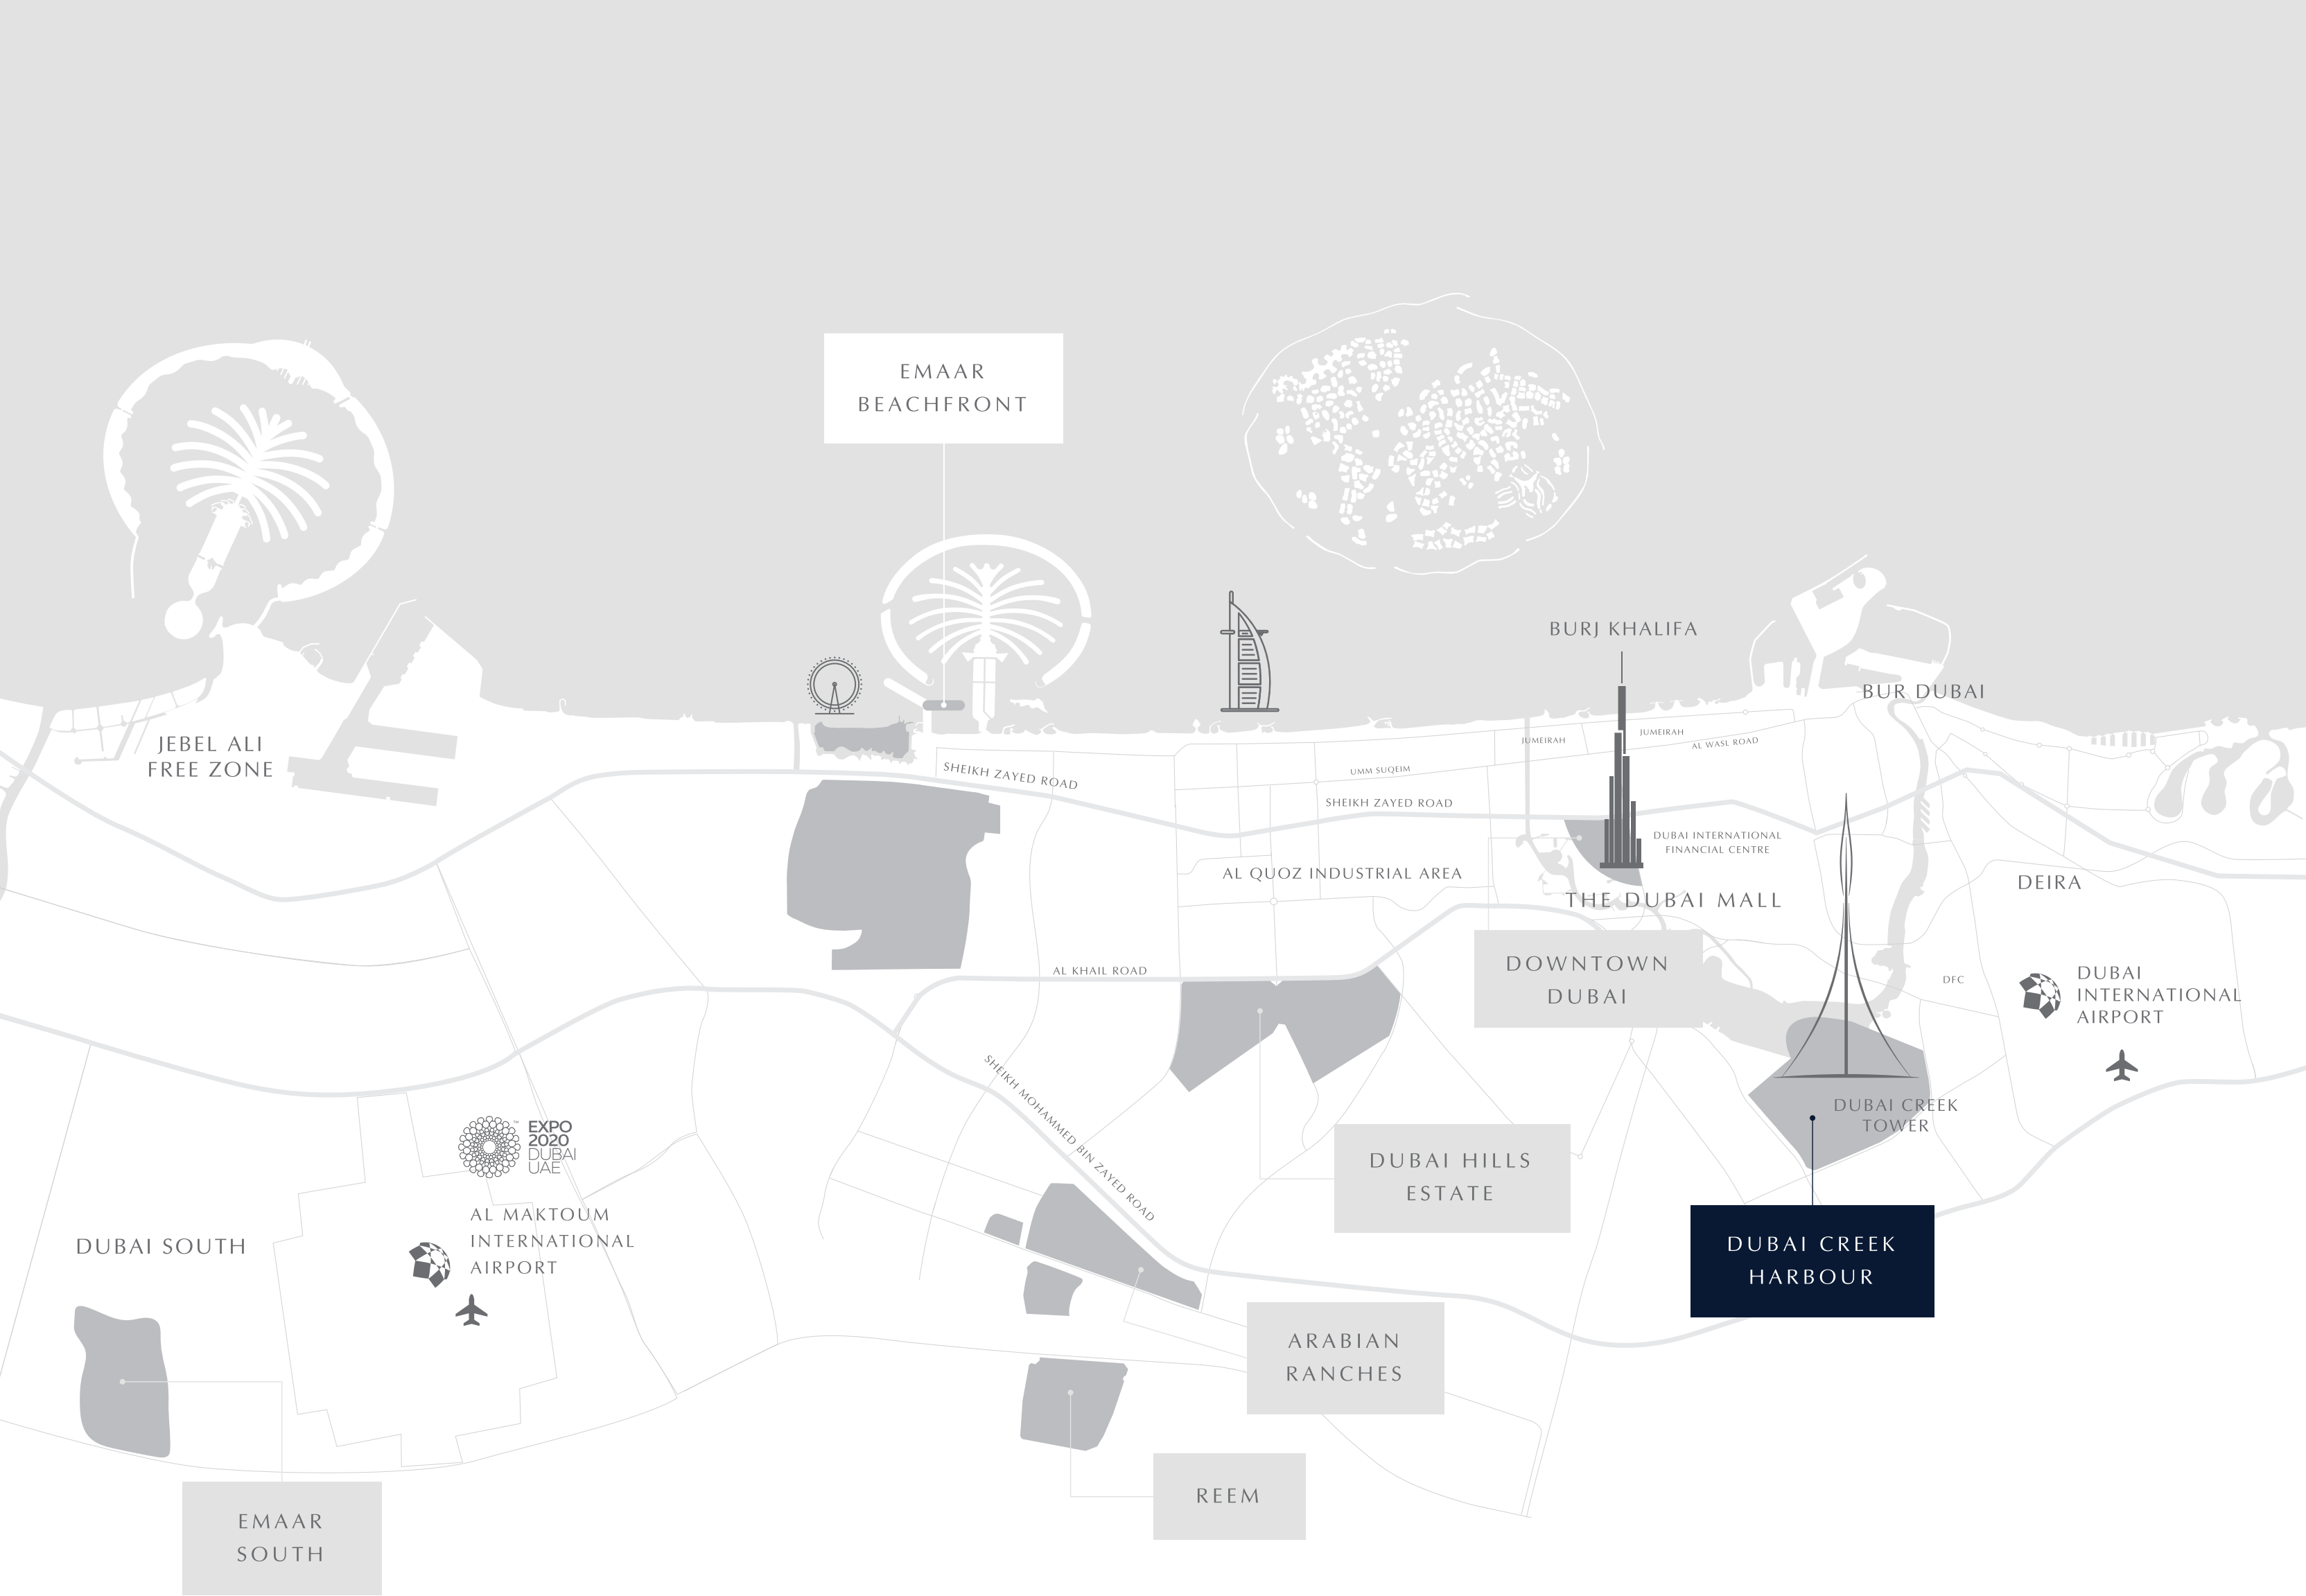 EMAAR
BEACHFRONT
BURJ KHALIFA
BUR DUBAI
JEBEL ALI
FREE ZONE
JUMEIRAH
JUMEIRAH
AL WASL ROAD
SHEIKH ZAYED ROAD
UMM SUQEIM
SHEIKH ZAYED ROAD
DUBAI INTERNATIONAL
FINANCIAL CENTRE
AL QUOZ INDUSTRIAL AREA
THE DUBAI MALL
DEIRA
DOWNTOWN
DUBAI
AL KHAIL ROAD
DFC
DUBAI
INTERNATIONAL
AIRPORT
SHEIKH MOHAMMED BIN ZAYED ROAD
DUBAI CREEK
TOWER
EXPO
2020
DUBAI
UAE
™
DUBAI HILLS
ESTATE
AL MAKTOUM
INTERNATIONAL
AIRPORT
DUBAI SOUTH
DUBAI CREEK
HARBOUR
ARABIAN
RANCHES
REEM
EMAAR
SOUTH